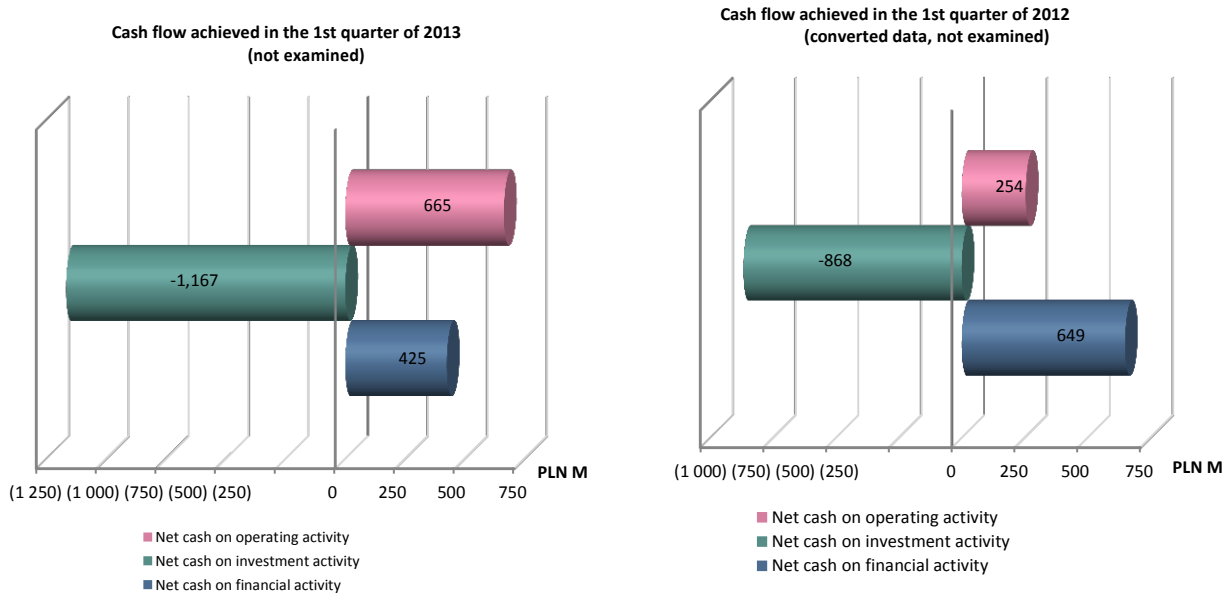 Cash flow achieved in the 1st quarter of 2013
(not examined)
665
-1,167
425
PLN M
(1 250) (1 000) (750) (500) (250) 0 250 500 750
Net cash on operating activity
Net cash on investment activity
Net cash on financial activity
Cash flow achieved in the 1st quarter of 2012
(converted data, not examined)
254
-868
649
PLN M
(1 000) (750) (500) (250) 0 250 500 750
Net cash on operating activity
Net cash on investment activity
Net cash on financial activity